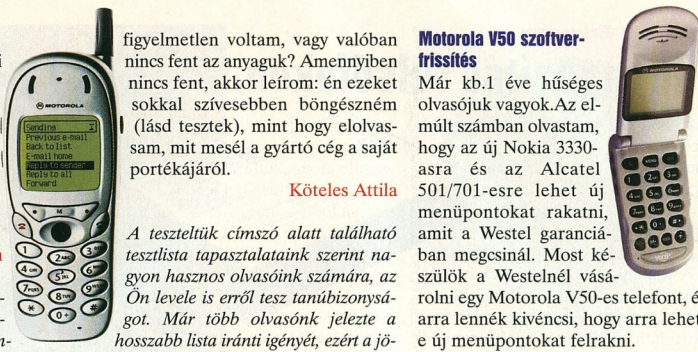 MOTOROLA
Sending
Previous e-mail
Back to list
E-mail home
Reply to sender
Reply to all
Forward
figyelmetlen voltam, vagy valóban
nincs fent az anyaguk? Amennyiben
nincs fent, akkor leírom: én ezeket
sokkal szívesebben böngészném
(lásd tesztek), mint hogy elolvas-
sam, mit mesél a gyártó cég a saját
portékájáról.
Köteles Attila
A teszteltük címszó alatt található
tesztlista tapasztalataink szerint na-
gyon hasznos olvasóink számára, az
Ön levele is erről tesz tanúbizonysá-
got. Már több olvasónk jelezte a
hosszabb lista iránti igényét, ezért a jö-
Motorola V50 szoftver-
frissítés
Már kb.1 éve hűséges
olvasójuk vagyok.Az el-
múlt számban olvastam,
hogy az új Nokia 3330-
asra és az Alcatel
501/701-esre lehet új
menüpontokat rakatni,
amit a Westel garanciá-
ban megcsinál. Most ké-
szülök a Westelnél vásá-
rolni egy Motorola V50-es telefont, é
arra lennék kíváncsi, hogy arra lehet
e új menüpontokat felrakni.
MOTOROLA